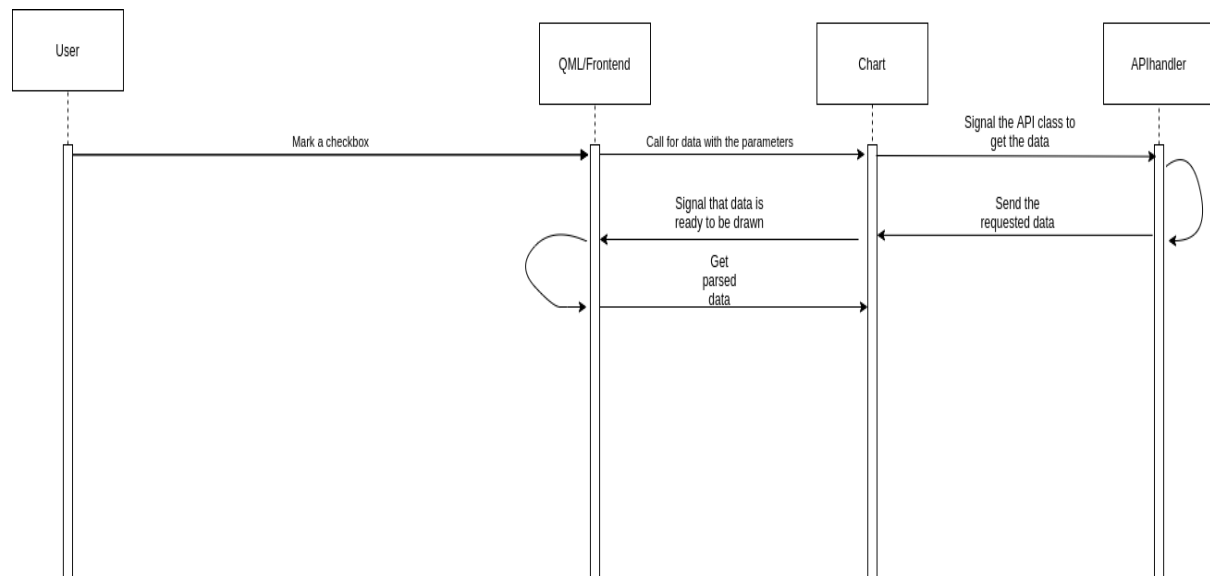 User
QML/Frontend
Chart
APIhandler
Mark a checkbox
Call for data with the parameters
Signal the API class to
get the data
Signal that data is
ready to be drawn
Send the
requested data
Get
parsed
data